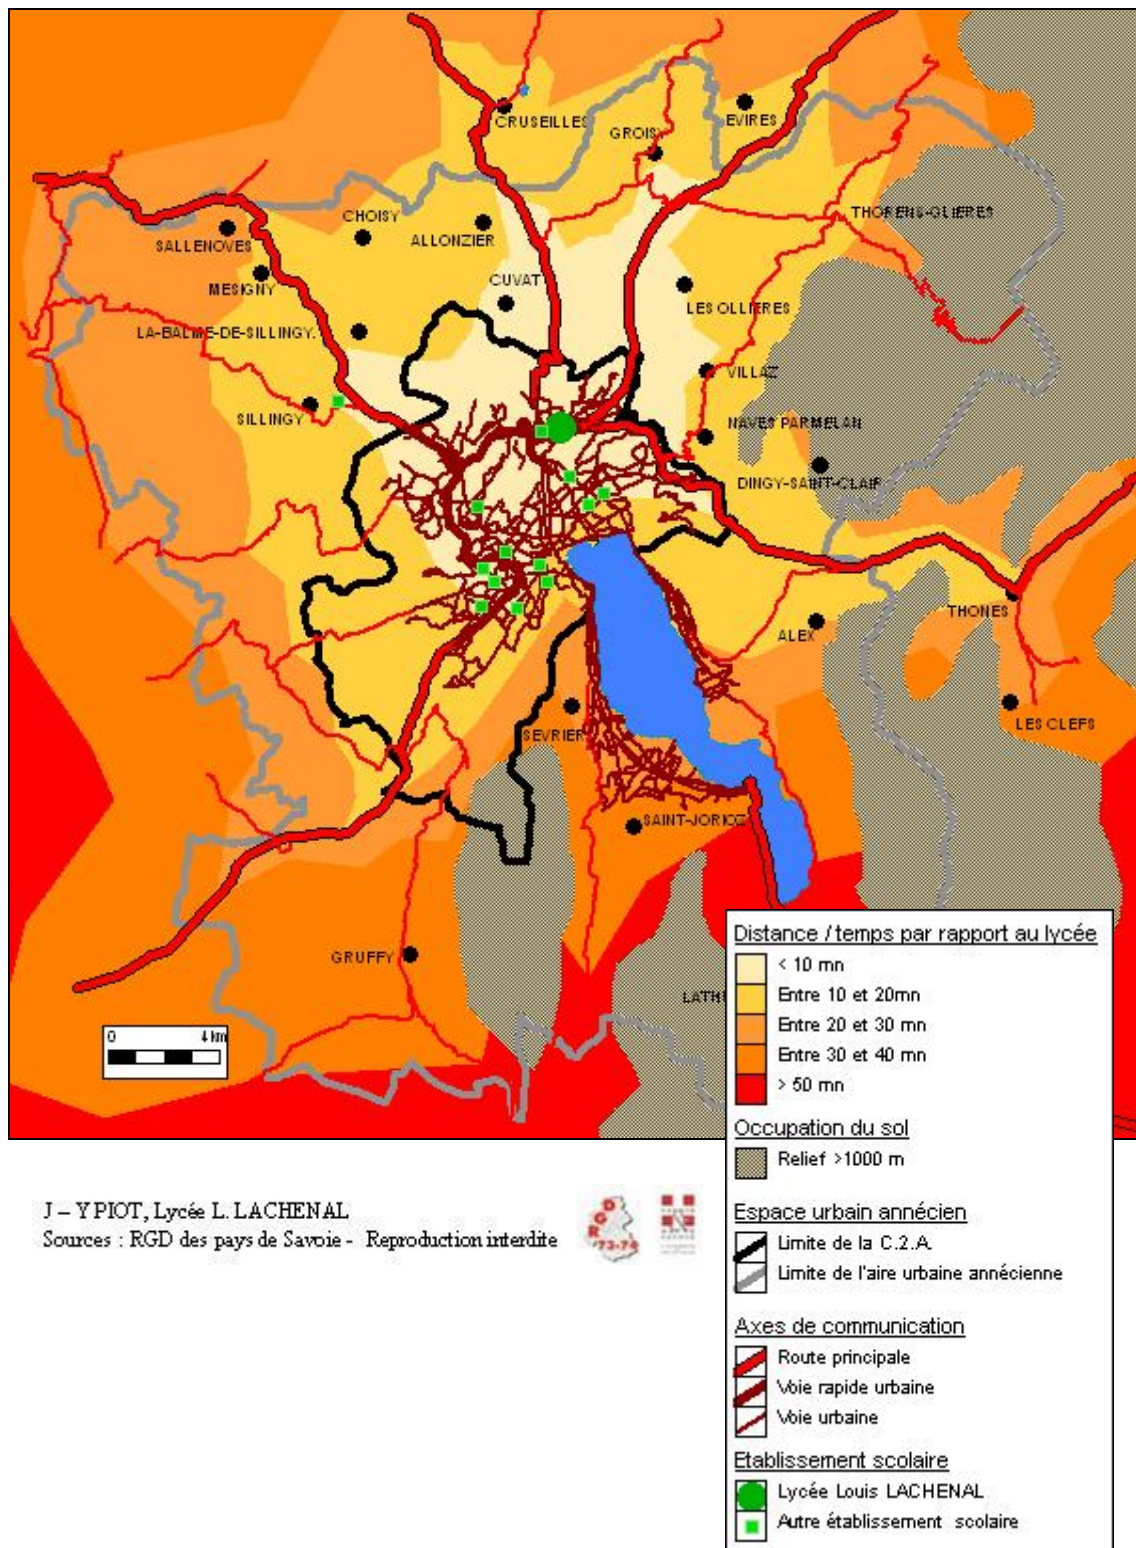 CRUSEILLES
EVIRES
GROISY
THORENS-GLIERES
CHOISY
ALLONZIER
SALLENOVES
MESIGNY
CUVAT
LES OLLIERES
LA-BALME-DE-SILLINGY.
VILLAZ
SILLINGY
NAVES PARMELAN
DINGY-SAINT-CLAIR
THONES
ALEX
LES CLEFS
SEVRIER
SAINT-JORIOZ
GRUFFY
LATH
0 4 km
Distance / temps par rapport au lycée
< 10 mn
Entre 10 et 20mn
Entre 20 et 30 mn
Entre 30 et 40 mn
> 50 mn
Occupation du sol
Relief >1000 m
Espace urbain annécien
Limite de la C.2.A.
Limite de l'aire urbaine annécienne
Axes de communication
Route principale
Voie rapide urbaine
Voie urbaine
Etablissement scolaire
Lycée Louis LACHENAL
Autre établissement scolaire
J – Y PIOT, Lycée L. LACHENAL
Sources : RGD des pays de Savoie - Reproduction interdite
RGD
73-74